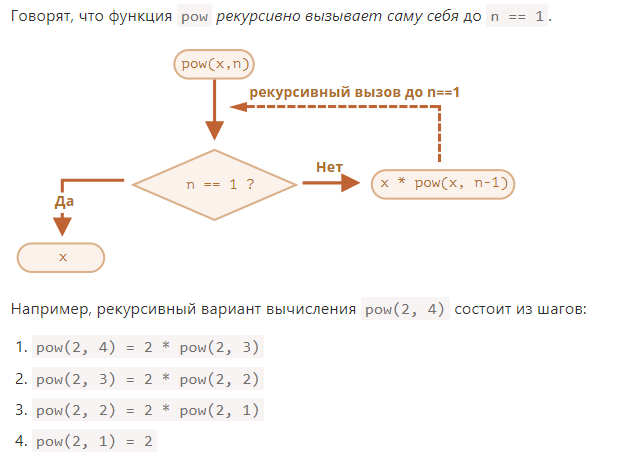 Говорят, что функция pow рекурсивно вызывает саму себя до n == 1.
pow(x,n)
рекурсивный вызов до n==1
n == 1 ?
Нет
x * pow(x, n-1)
Да
x
Например, рекурсивный вариант вычисления pow(2, 4) состоит из шагов:
1. pow(2, 4) = 2 * pow(2, 3)
2. pow(2, 3) = 2 * pow(2, 2)
3. pow(2, 2) = 2 * pow(2, 1)
4. pow(2, 1) = 2